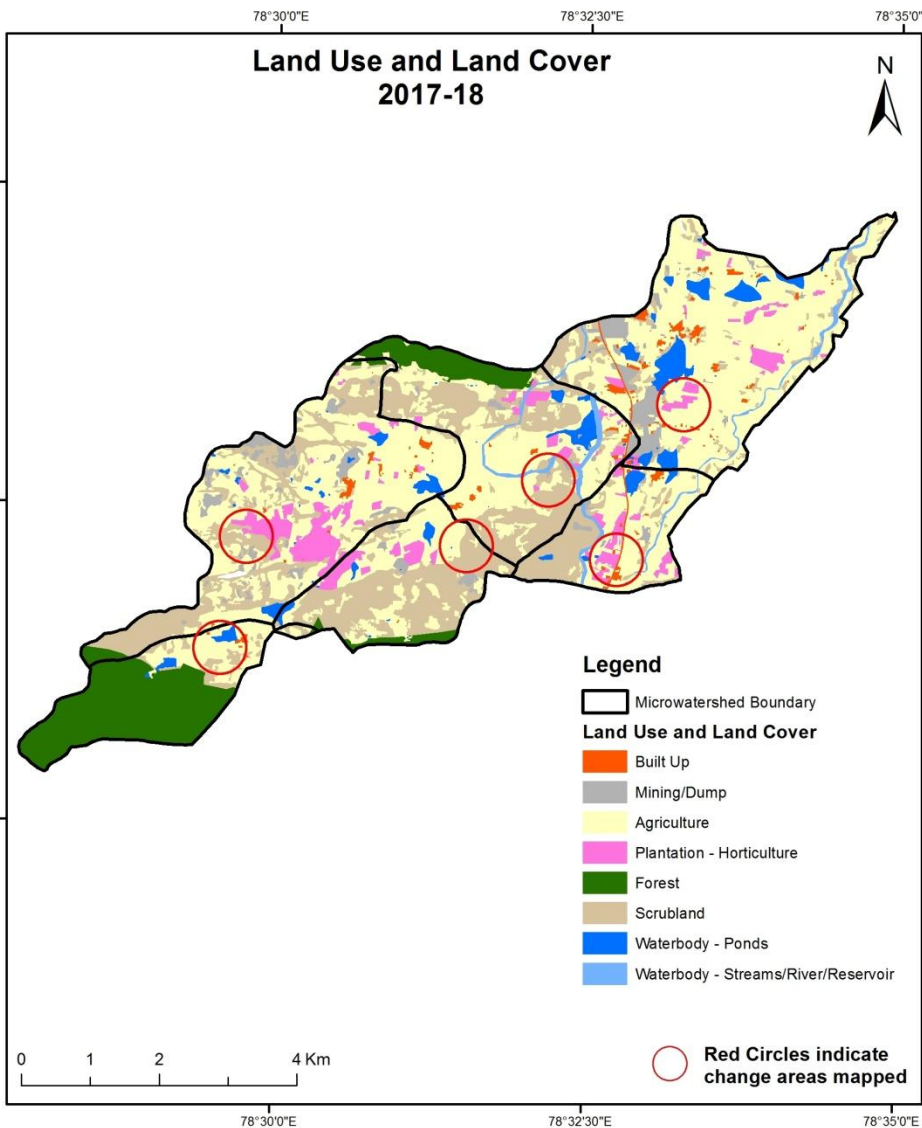 78°30'0"E
78°32'30"E
78°35'0"E
Land Use and Land Cover
2017-18
N
Legend
Microwatershed Boundary
Land Use and Land Cover
Built Up
Mining/Dump
Agriculture
Plantation - Horticulture
Forest
Scrubland
Waterbody - Ponds
Waterbody - Streams/River/Reservoir
0 1 2 4 Km
Red Circles indicate
change areas mapped
78°30'0"E
78°32'30"E
78°35'0"E